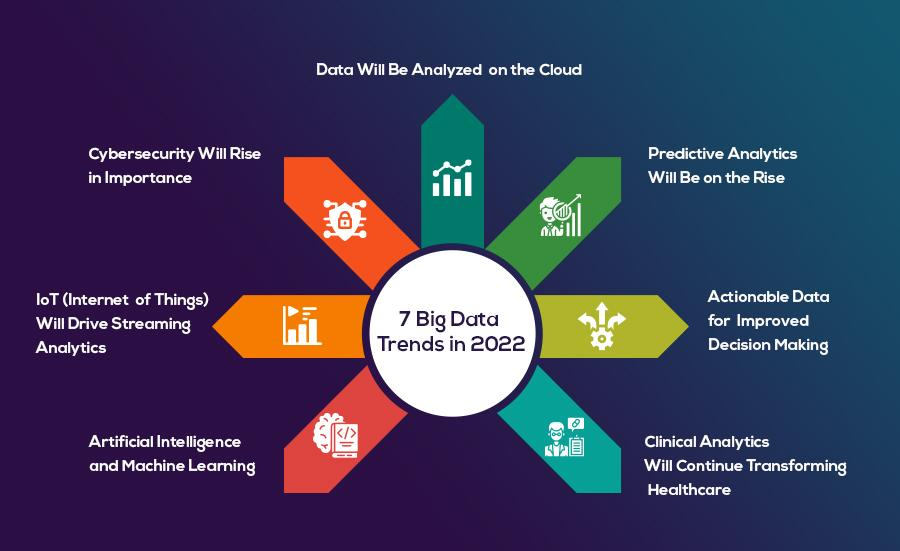 Data Will Be Analyzed on the Cloud
Cybersecurity Will Rise
in Importance
Predictive Analytics
Will Be on the Rise
IoT (Internet of Things)
Will Drive Streaming
Analytics
7 Big Data
Trends in 2022
Actionable Data
for Improved
Decision Making
Artificial Intelligence
and Machine Learning
Clinical Analytics
Will Continue Transforming
Healthcare